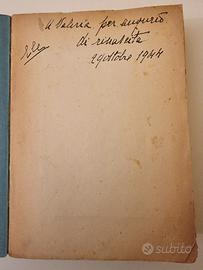 A Valeria per augurio
di rinascita
2 ottobre 1944
subito